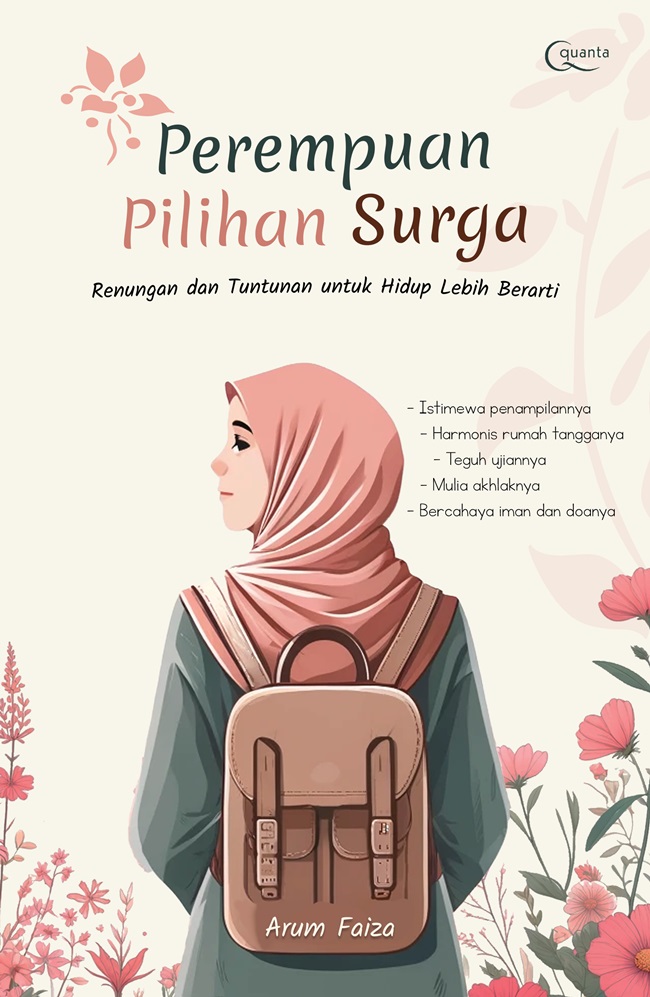 quanta
Perempuan
Pilihan Surga
Renungan dan Tuntunan untuk Hidup Lebih Berarti
- Istimewa penampilannya
- Harmonis rumah tangganya
- Teguh ujiannya
- Mulia akhlaknya
- Bercahaya iman dan doanya
Arum Faiza